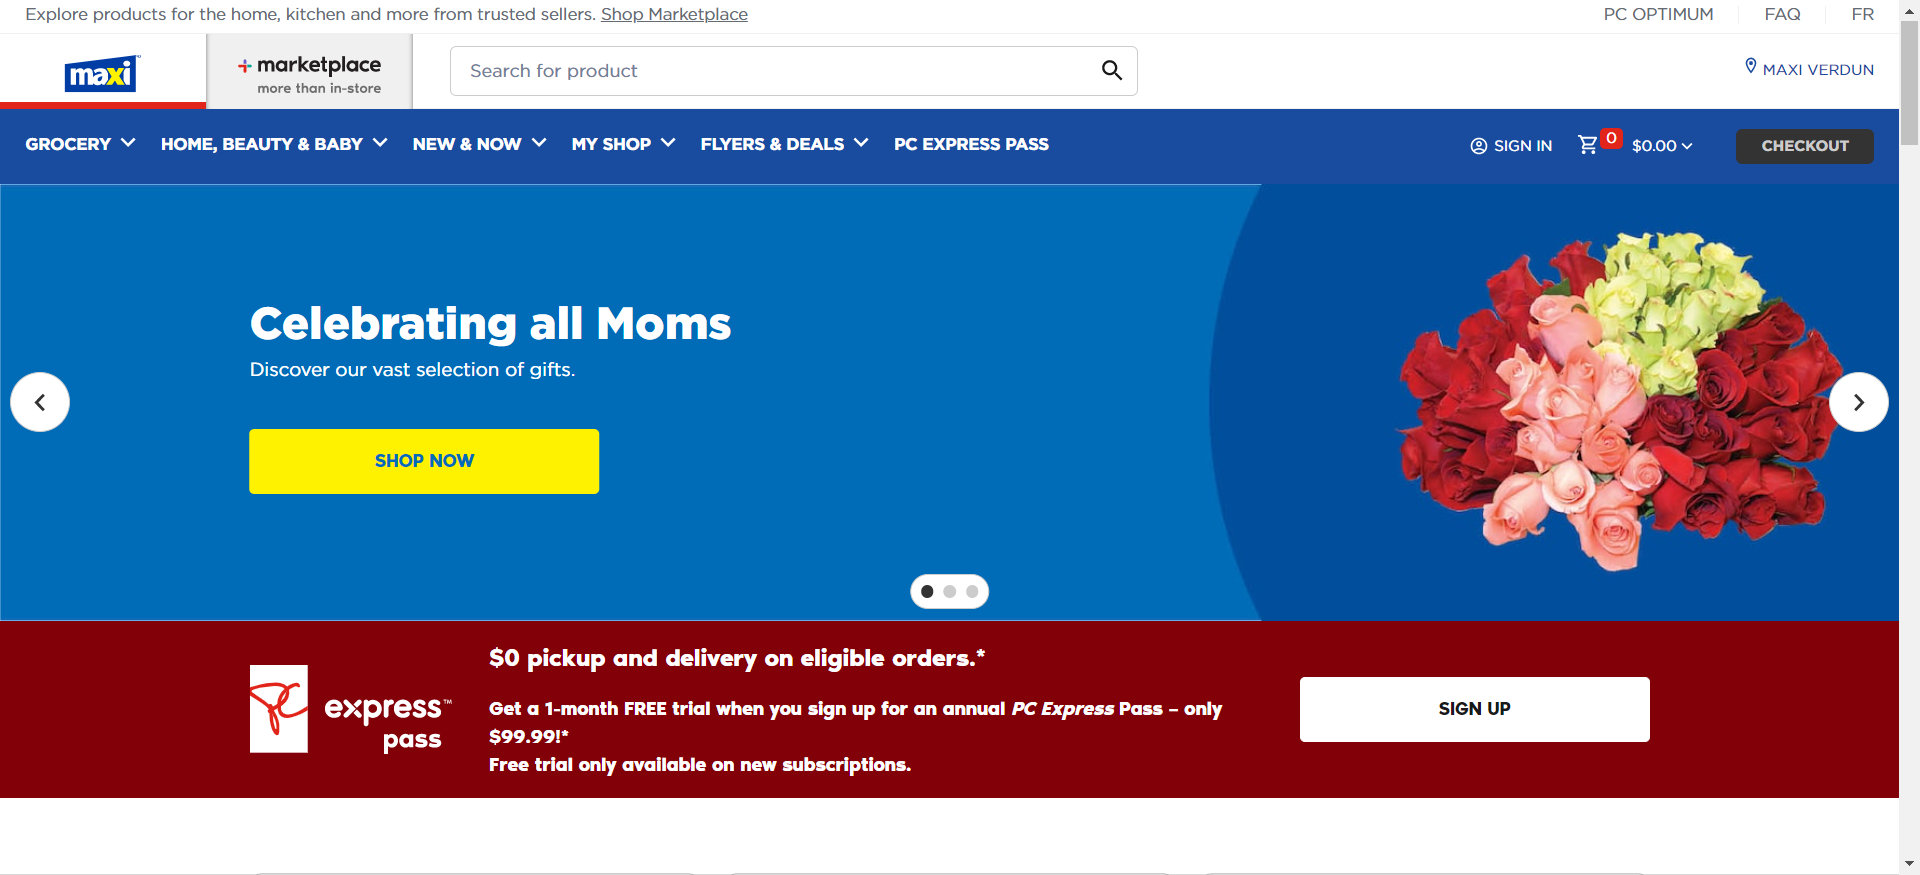 Explore products for the home, kitchen and more from trusted sellers. Shop Marketplace
PC OPTIMUM
FAQ
FR
maxi
marketplace
more than in-store
Search for product
MAXI VERDUN
GROCERY
HOME, BEAUTY & BABY
NEW & NOW
MY SHOP
FLYERS & DEALS
PC EXPRESS PASS
SIGN IN
0
$0.00
CHECKOUT
Celebrating all Moms
Discover our vast selection of gifts.
SHOP NOW
PC
express™
pass
$0 pickup and delivery on eligible orders.*
Get a 1-month FREE trial when you sign up for an annual PC Express Pass – only
$99.99!*
Free trial only available on new subscriptions.
SIGN UP